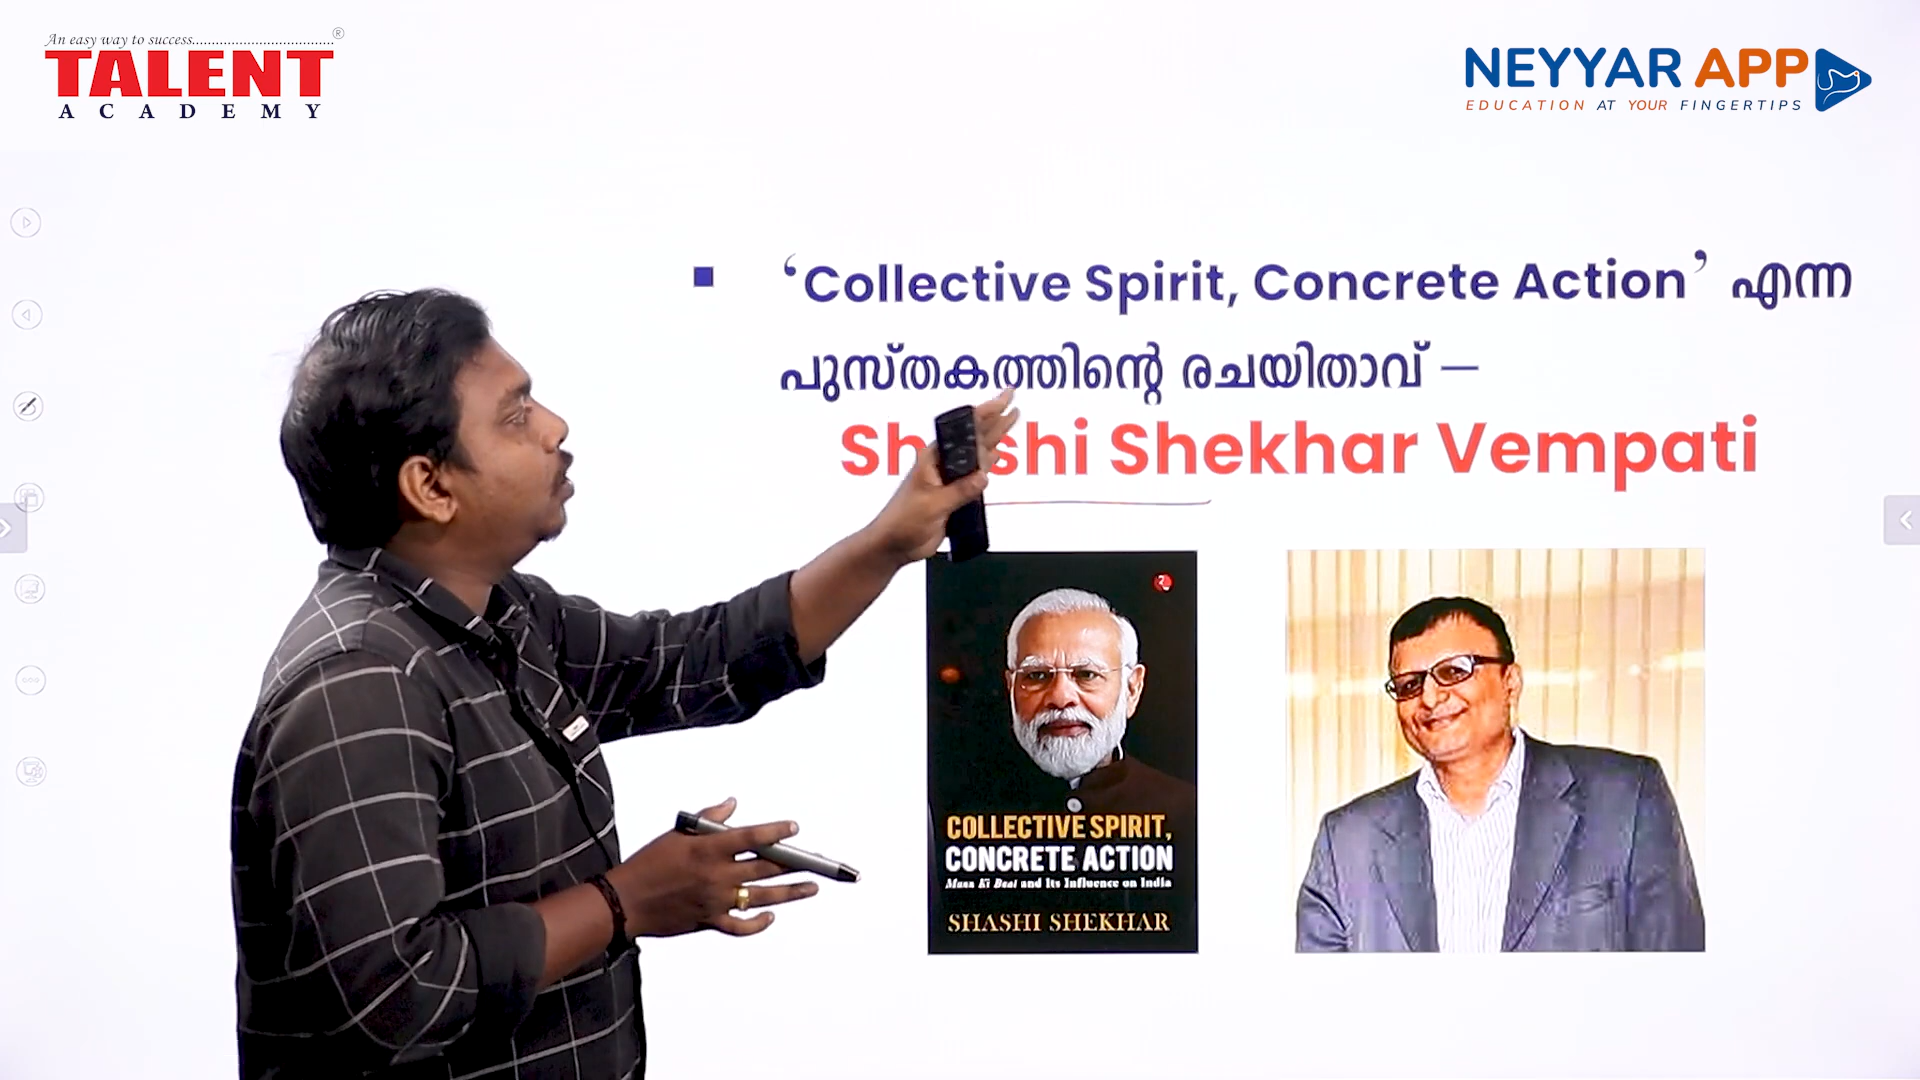 An easy way to success....................................®
TALENT
ACADEMY
NEYYAR APP
EDUCATION AT YOUR FINGERTIPS
▪ ‘Collective Spirit, Concrete Action’ എന്ന
പുസ്തകത്തിന്റെ രചയിതാവ് –
Shekhar Vempati
COLLECTIVE SPIRIT,
CONCRETE ACTION
Mann Ki Baat and Its Influence on India
SHASHI SHEKHAR